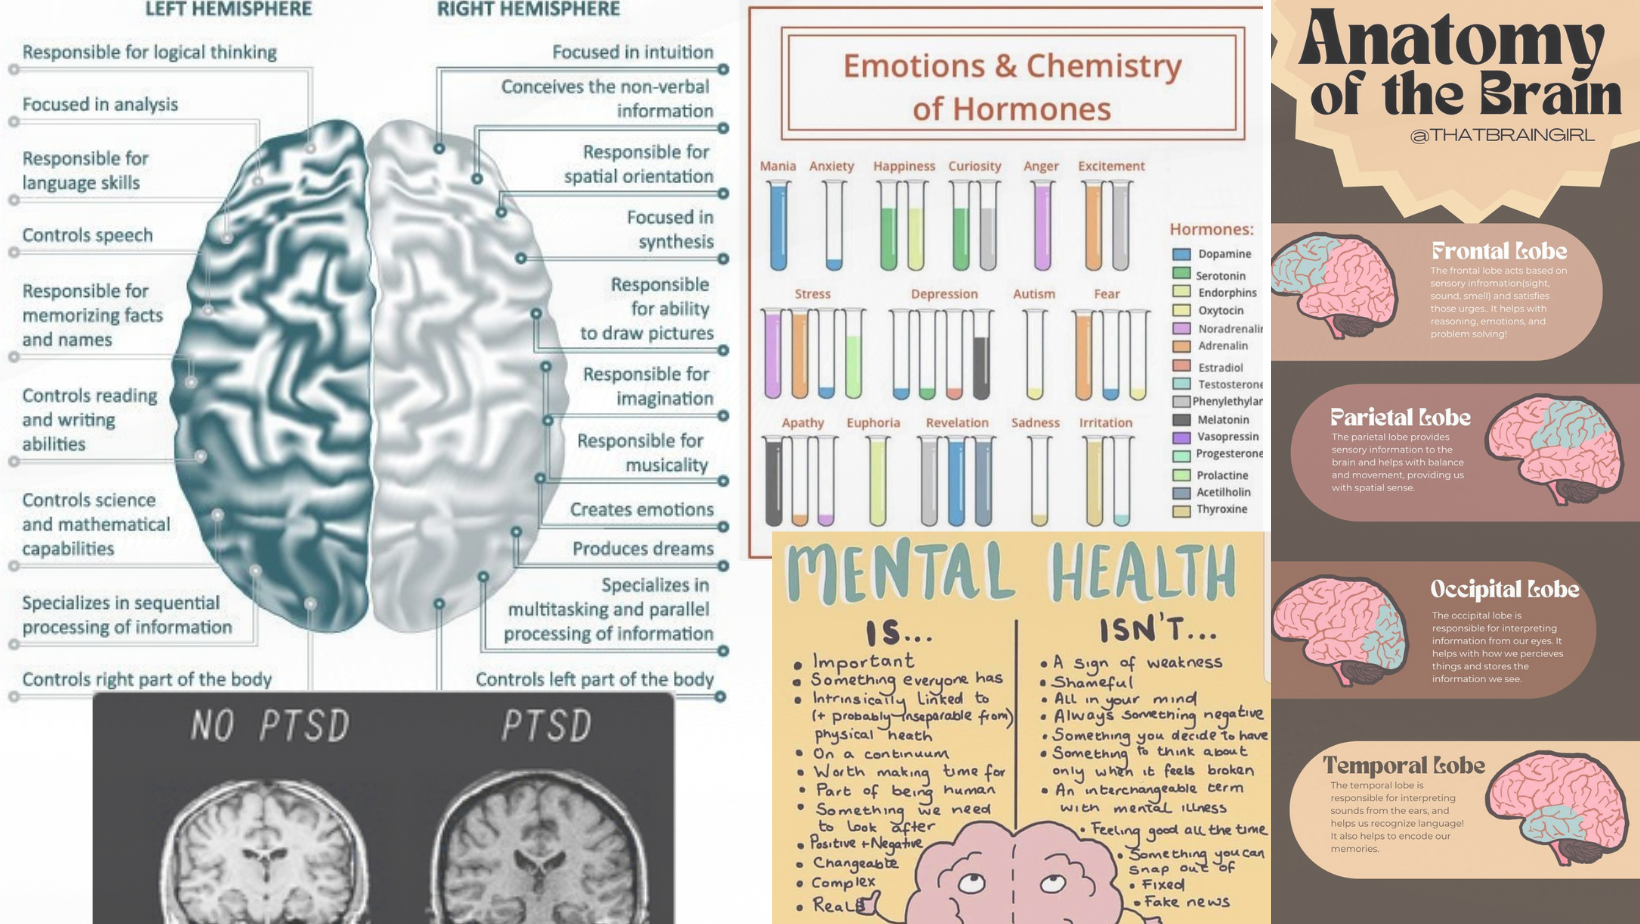 LEFT HEMISPHERE
RIGHT HEMISPHERE
Responsible for logical thinking
Focused in analysis
Responsible for
language skills
Controls speech
Responsible for
memorizing facts
and names
Controls reading
and writing
abilities
Controls science
and mathematical
capabilities
Specializes in sequential
processing of information
Controls right part of the body
Focused in intuition
Conceives the non-verbal
information
Responsible for
spatial orientation
Focused in
synthesis
Responsible
for ability
to draw pictures
Responsible for
imagination
Responsible for
musicality
Creates emotions
Produces dreams
Specializes in
multitasking and parallel
processing of information
Controls left part of the body
NO PTSD
PTSD
Emotions & Chemistry
of Hormones
Mania Anxiety Happiness Curiosity Anger Excitement
Stress Depression Autism Fear
Apathy Euphoria Revelation Sadness Irritation
Hormones:
Dopamine
Serotonin
Endorphins
Oxytocin
Noradrenalin
Adrenalin
Estradiol
Testosterone
Phenylethylar
Melatonin
Vasopressin
Progesterone
Prolactine
Acetilholin
Thyroxine
MENTAL HEALTH
IS...
Important
Something everyone has
Intrinsically linked to
(+ probably inseparable from)
physical heath
On a continuum
Worth making time for
Part of being human
Something we need
to look after
Positive + Negative
Changeable
Complex
Real
ISN'T...
A sign of weakness
Shameful
All in your mind
Always something negative
Something you decide to have
Something to think about
only when it feels broken
An interchangeable term
with mental illness
Feeling good all the time
Something you can
snap out of
Fixed
Fake news
Anatomy
of the Brain
@THATBRAINGIRL
Frontal Lobe
The frontal lobe acts based on
sensory infromation(sight,
sound, smell) and satisfies
those urges. It helps with
reasoning, emotions, and
problem solving!
Parietal Lobe
The parietal lobe provides
sensory information to the
brain and helps with balance
and movement, providing us
with spatial sense.
Occipital Lobe
The occipital lobe is
responsible for interpreting
information from our eyes. It
helps with how we percieves
things and stores the
information we see.
Temporal Lobe
The temporal lobe is
responsible for interpreting
sounds from the ears, and
helps us recognize language!
It also helps to encode our
memories.